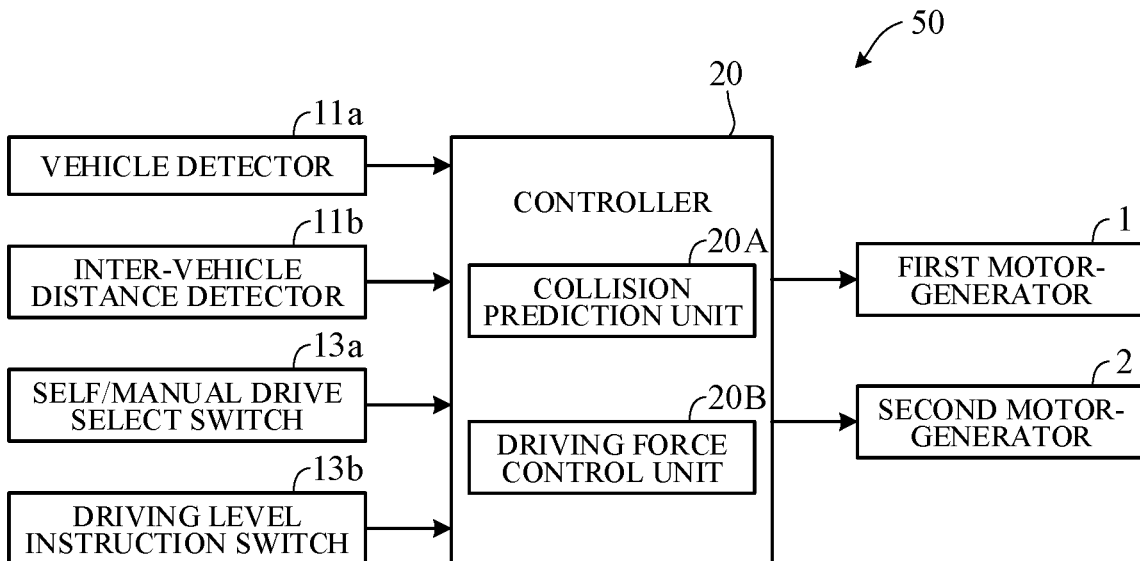 50
20
11a
VEHICLE DETECTOR
CONTROLLER
11b
INTER-VEHICLE
DISTANCE DETECTOR
20A
COLLISION
PREDICTION UNIT
1
FIRST MOTOR-
GENERATOR
13a
SELF/MANUAL DRIVE
SELECT SWITCH
20B
DRIVING FORCE
CONTROL UNIT
2
SECOND MOTOR-
GENERATOR
13b
DRIVING LEVEL
INSTRUCTION SWITCH